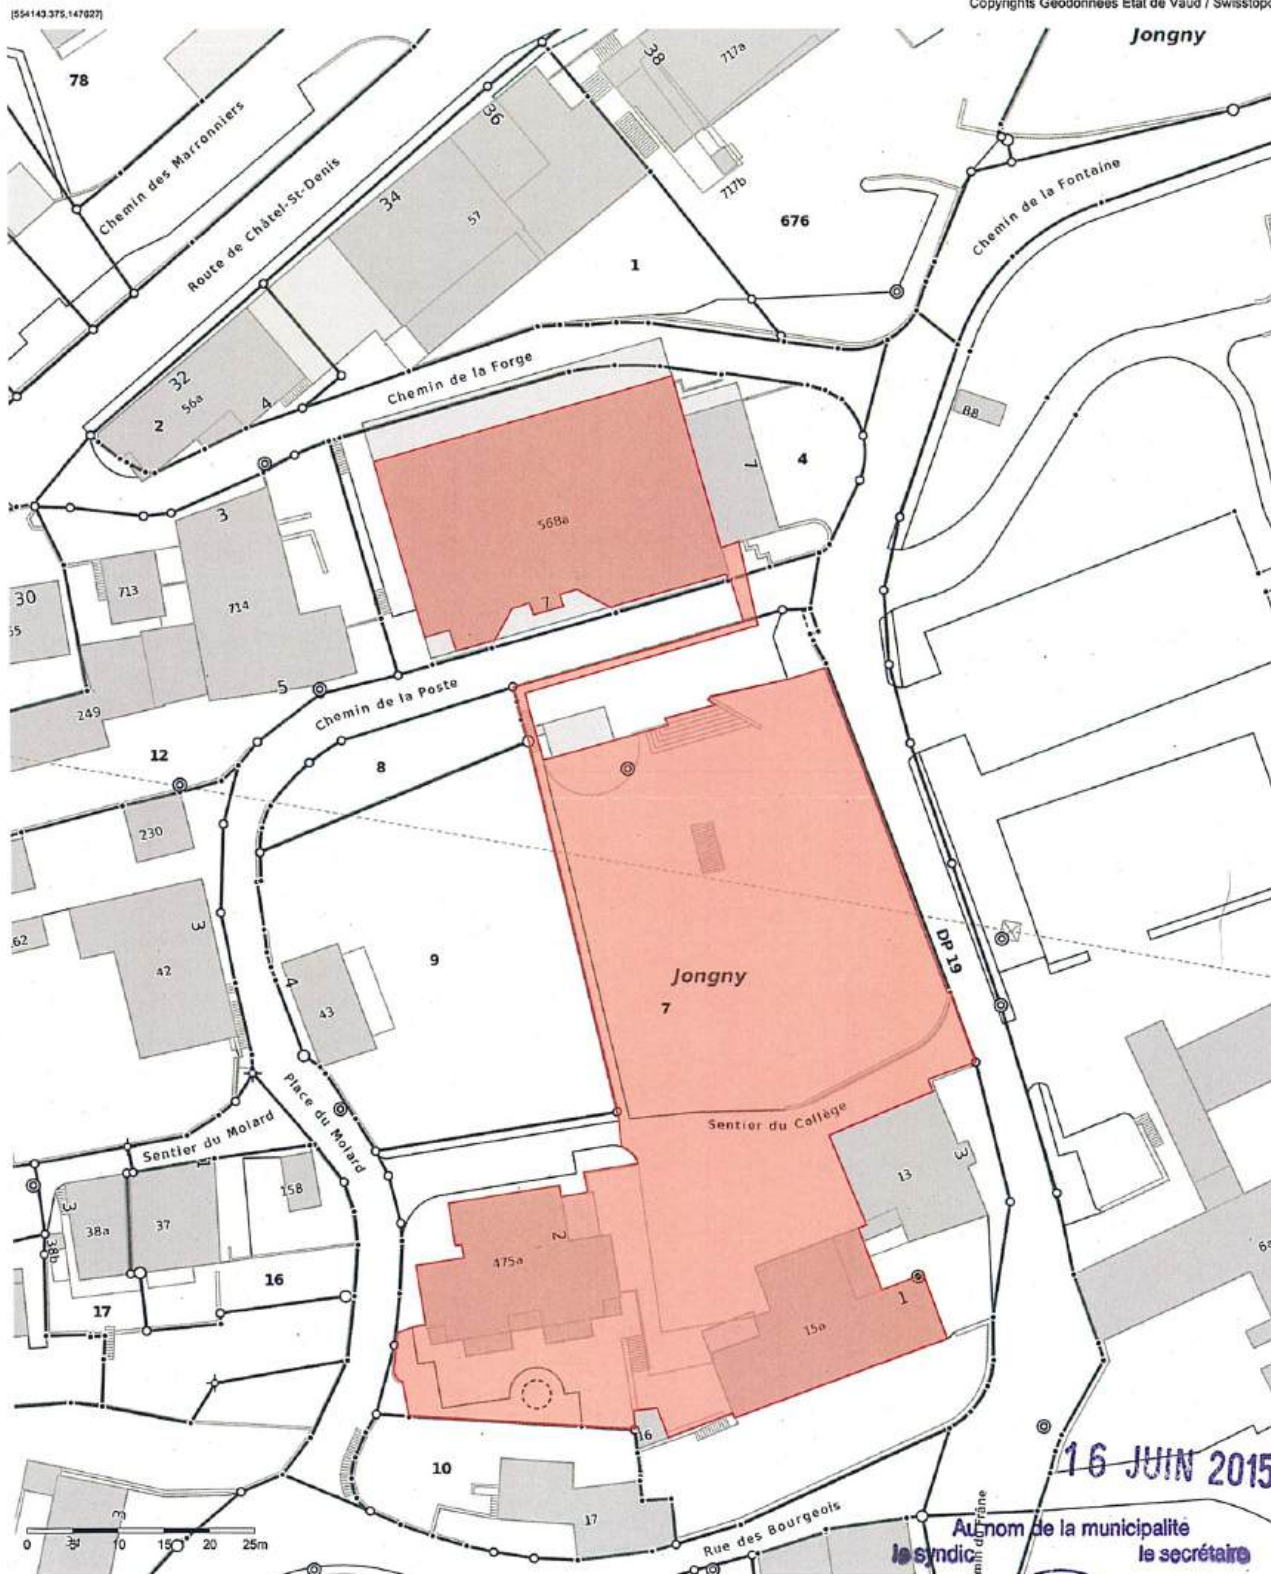 [554143.375,147027]
Copyrights Géodonnées Etat de Vaud / Swisstopo
Jongny
78
Chemin des Marronniers
Route de Châtel-St-Denis
38
717a
36
717b
34
57
676
1
Chemin de la Fontaine
32
56a
4
2
Chemin de la Forge
88
7
4
3
568a
30
713
714
7
5
249
Chemin de la Poste
12
8
230
3
42
4
43
9
DP 19
Jongny
7
Place du Molard
Sentier du Molard
Sentier du Collège
1
158
3
38a
37
38b
13
3
2
475a
16
17
1
15a
16
10
17
Rue des Bourgeois
16 JUIN 2015
Au nom de la municipalité
le syndic
le secrétaire
0
10
15
20
25m